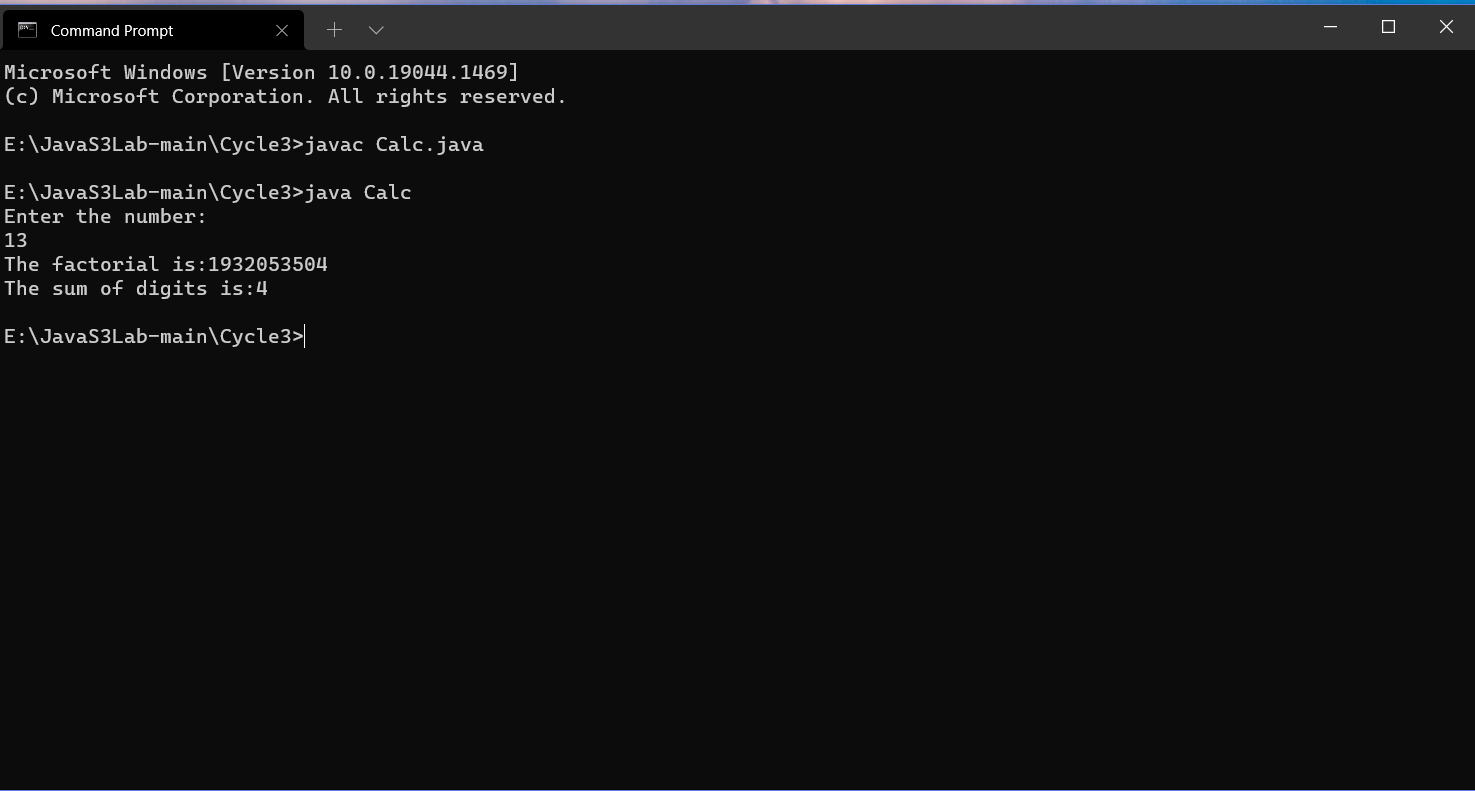 Command Prompt
Microsoft Windows [Version 10.0.19044.1469]
(c) Microsoft Corporation. All rights reserved.
E:\JavaS3Lab-main\Cycle3>javac Calc.java
E:\JavaS3Lab-main\Cycle3>java Calc
Enter the number:
13
The factorial is:1932053504
The sum of digits is:4
E:\JavaS3Lab-main\Cycle3>